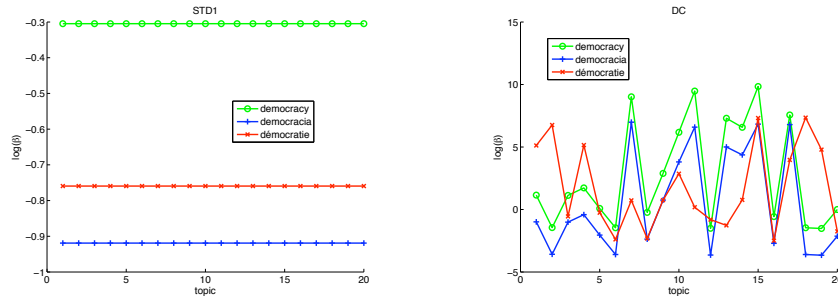 STD1
-0.3
-0.4
-0.5
-0.6
-0.7
-0.8
-0.9
-1
log(β)
0 5 10 15 20
topic
democracy
democracia
démocratie
DC
15
10
5
0
-5
log(β)
0 5 10 15 20
topic
democracy
democracia
démocratie